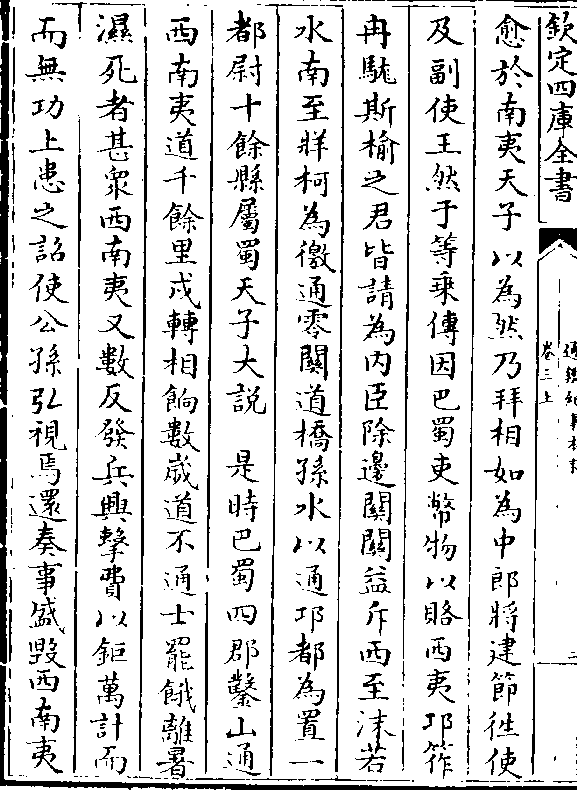 欽定四庫全書
通鑑紀事本末
卷三上
愈於南夷天子以為然乃拜相如為中郎將建節徃使
及副使王然于等乗傳因巴蜀吏幣物以賂西夷邛筰
冉駹斯榆之君皆請為内臣除邊關關益斥西至沬若
水南至牂柯為徼通零關道橋孫水以通邛都為置一
都尉十餘縣屬蜀天子大説　是時巴蜀四郡鑿山通
西南夷道千餘里戍轉相餉數歳道不通士罷餓離暑
濕死者甚衆西南夷又數反發兵興擊費以鉅萬計而
而無功上患之詔使公孫弘視焉還奏事盛毁西南夷